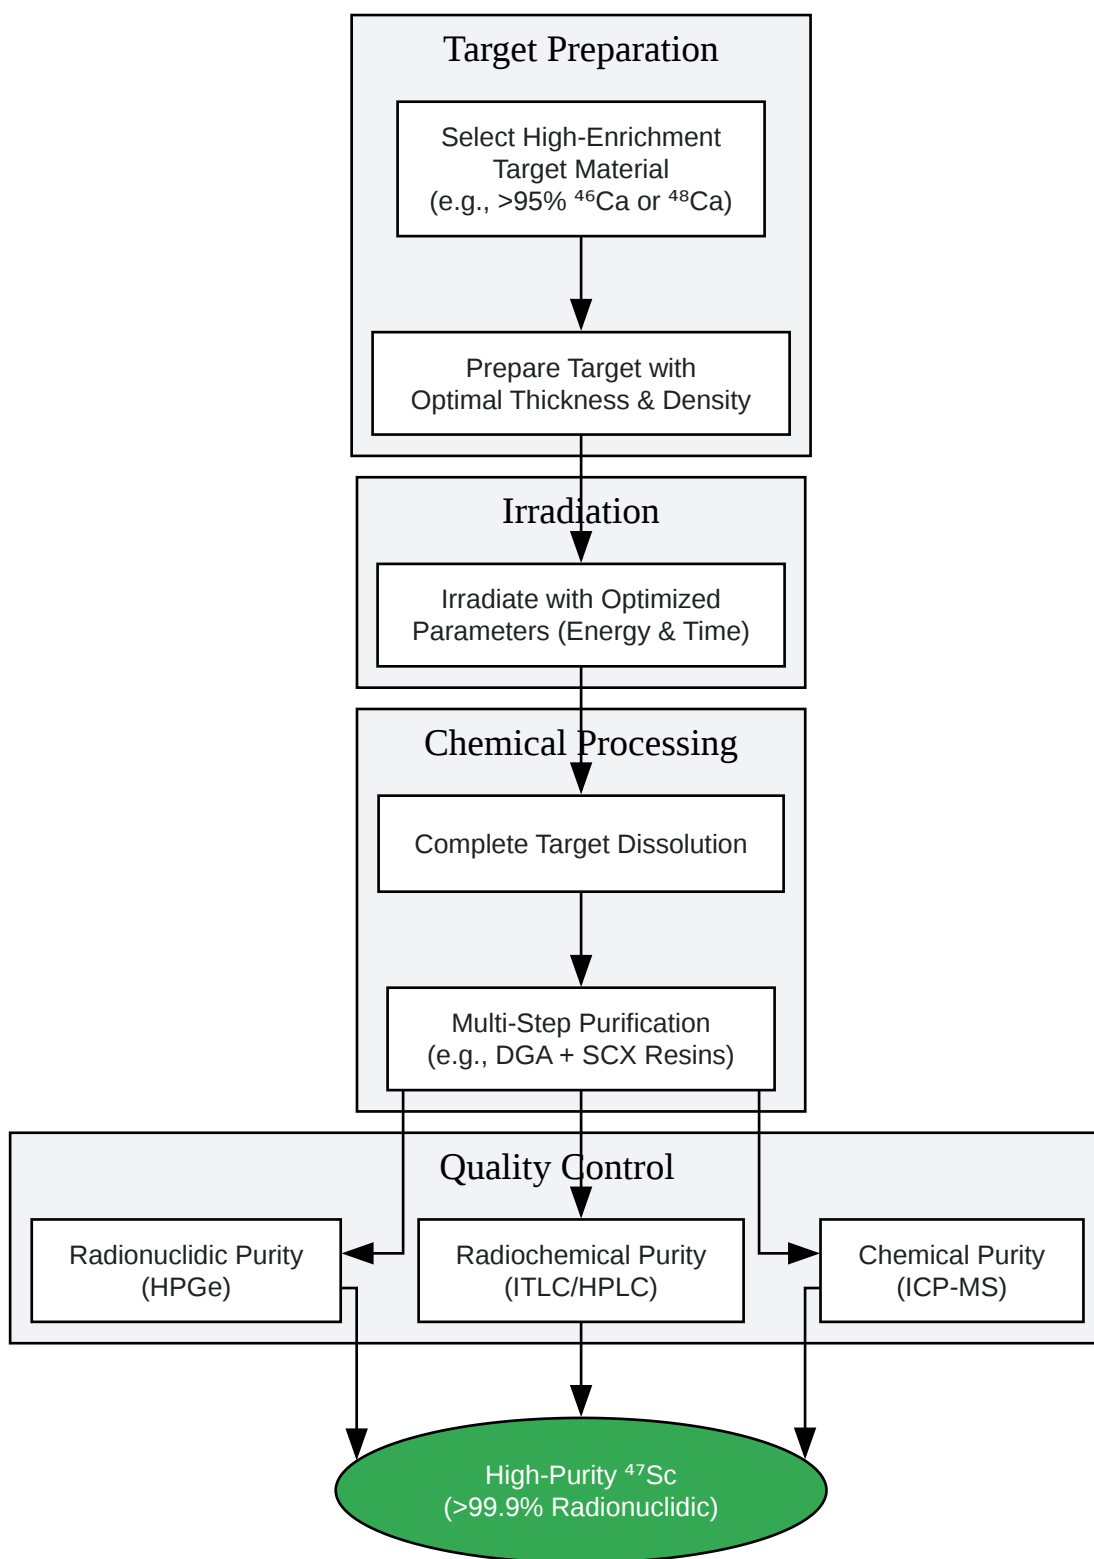 Target Preparation
Select High-Enrichment
Target Material
(e.g., >95% ⁴⁶Ca or ⁴⁸Ca)
Prepare Target with
Optimal Thickness & Density
Irradiation
Irradiate with Optimized
Parameters (Energy & Time)
Chemical Processing
Complete Target Dissolution
Multi-Step Purification
(e.g., DGA + SCX Resins)
Quality Control
Radionuclidic Purity
(HPGe)
Radiochemical Purity
(ITLC/HPLC)
Chemical Purity
(ICP-MS)
High-Purity ⁴⁷Sc
(>99.9% Radionuclidic)